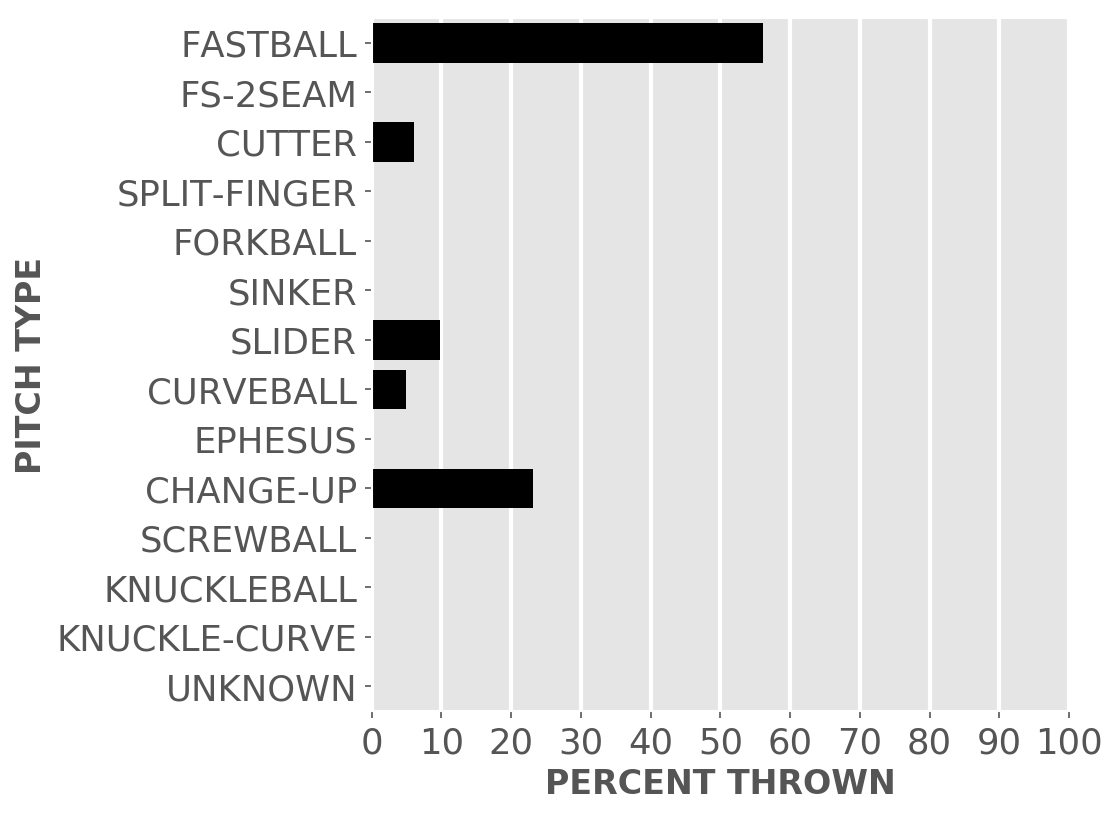 FASTBALL
FS-2SEAM
CUTTER
SPLIT-FINGER
FORKBALL
SINKER
SLIDER
CURVEBALL
EPHESUS
CHANGE-UP
SCREWBALL
KNUCKLEBALL
KNUCKLE-CURVE
UNKNOWN
PITCH TYPE
0 10 20 30 40 50 60 70 80 90 100
PERCENT THROWN